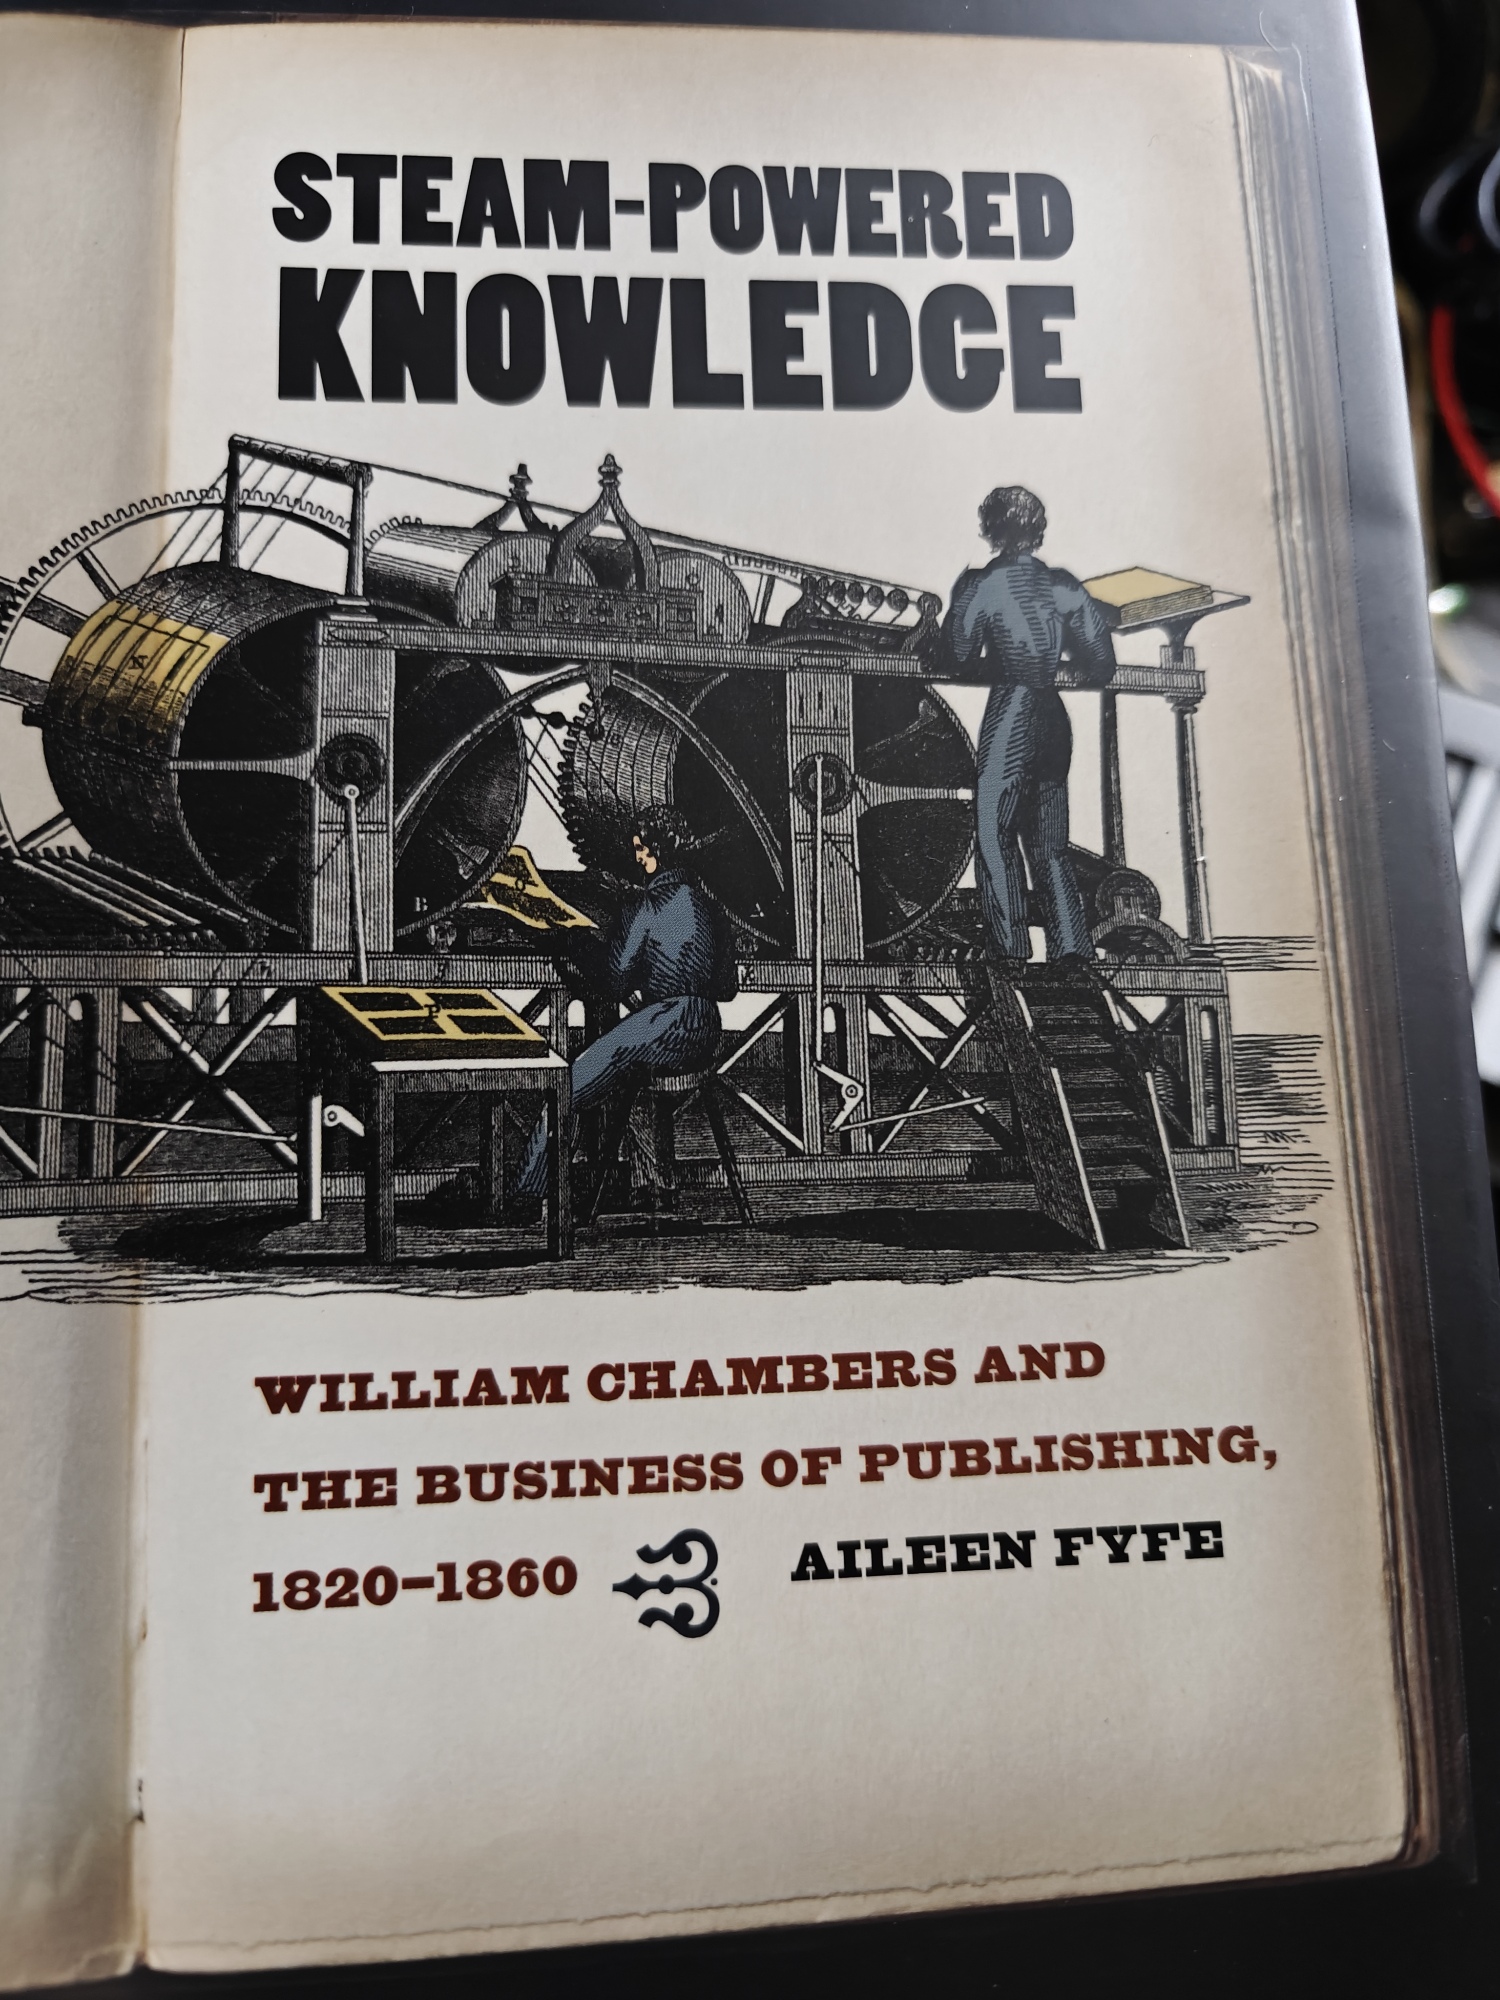 STEAM-POWERED
KNOWLEDGE
N
B
P
WILLIAM CHAMBERS AND
THE BUSINESS OF PUBLISHING,
1820–1860
AILEEN FYFE